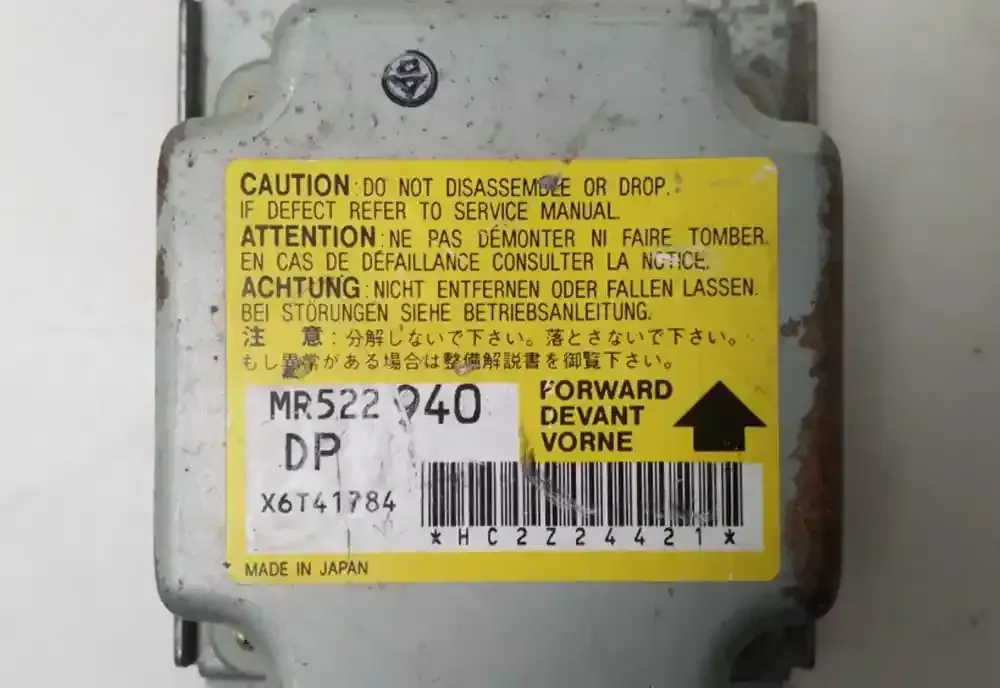 CAUTION: DO NOT DISASSEMBLE OR DROP.
IF DEFECT REFER TO SERVICE MANUAL.
ATTENTION: NE PAS DÉMONTER NI FAIRE TOMBER.
EN CAS DE DÉFAILLANCE CONSULTER LA NOTICE.
ACHTUNG: NICHT ENTFERNEN ODER FALLEN LASSEN.
BEI STÖRUNGEN SIEHE BETRIEBSANLEITUNG.
注 意:分解しないで下さい。落とさないで下さい。
もし異常がある場合は整備解説書を御覧下さい。
MR522940
DP
X6T41784
FORWARD
DEVANT
VORNE
*HC2Z24421*
MADE IN JAPAN